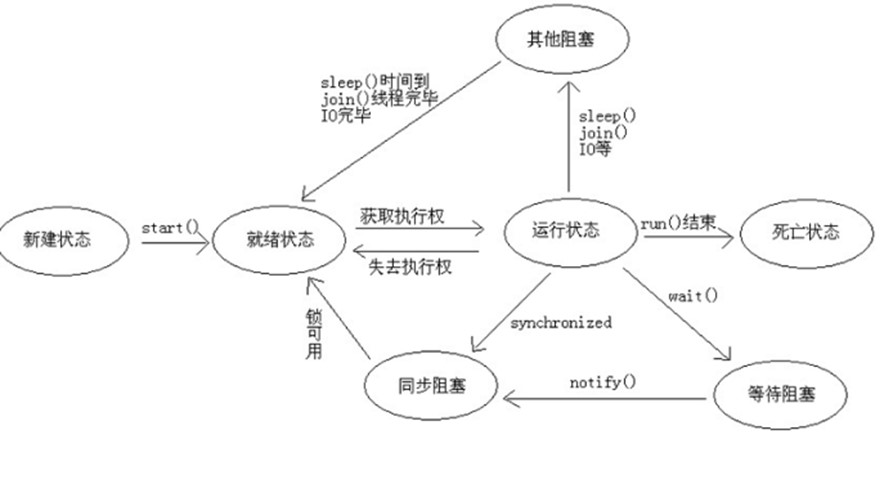 其他阻塞
sleep()时间到
join()线程完毕
IO完毕
sleep()
join()
IO等
新建状态
start()
就绪状态
获取执行权
失去执行权
运行状态
run()结束
死亡状态
锁
可
用
synchronized
wait()
同步阻塞
notify()
等待阻塞